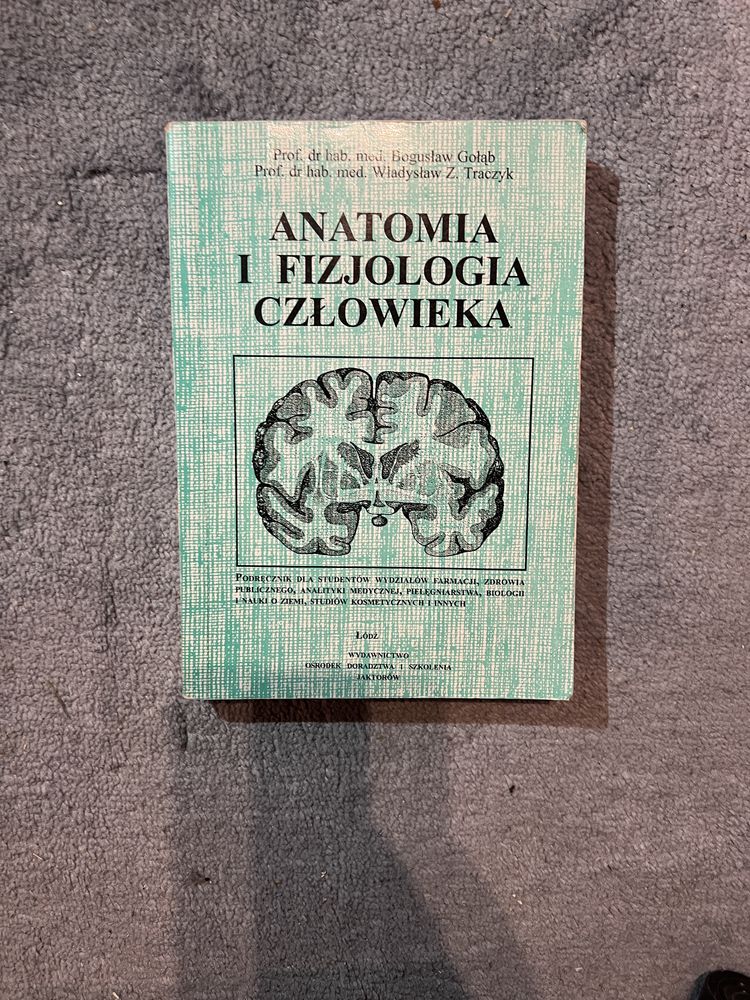 Prof. dr hab. med. Bogusław Gołąb
Prof. dr hab. med. Władysław Z. Traczyk
ANATOMIA
I FIZJOLOGIA
CZŁOWIEKA
PODRĘCZNIK DLA STUDENTÓW WYDZIAŁÓW FARMACJI, ZDROWIA
PUBLICZNEGO, ANALITYKI MEDYCZNEJ, PIELĘGNIARSTWA, BIOLOGII
I NAUKI O ZIEMI, STUDIÓW KOSMETYCZNYCH I INNYCH
ŁÓDŹ
WYDAWNICTWO
OŚRODEK DORADZTWA I SZKOLENIA
JAKTORÓW